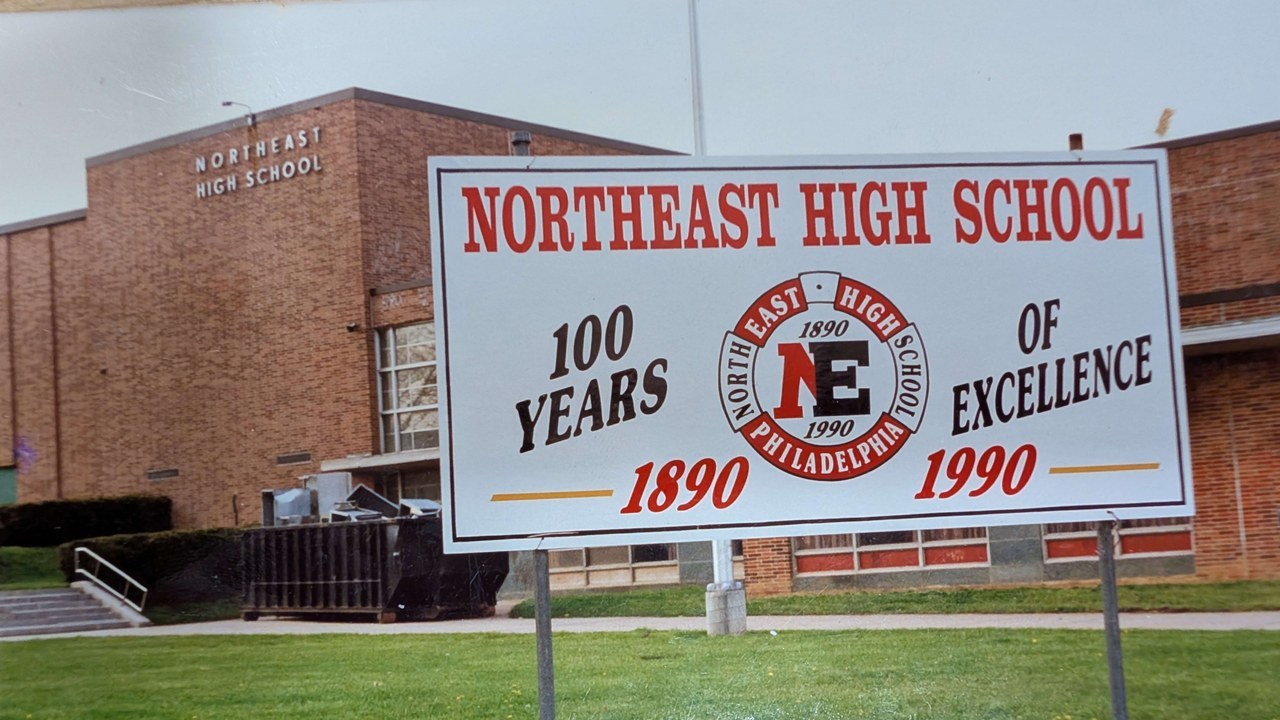 NORTHEAST
HIGH SCHOOL
NORTHEAST HIGH SCHOOL
100
YEARS
NORTH EAST HIGH SCHOOL
PHILADELPHIA
1890
NE
1990
OF
EXCELLENCE
1890
1990